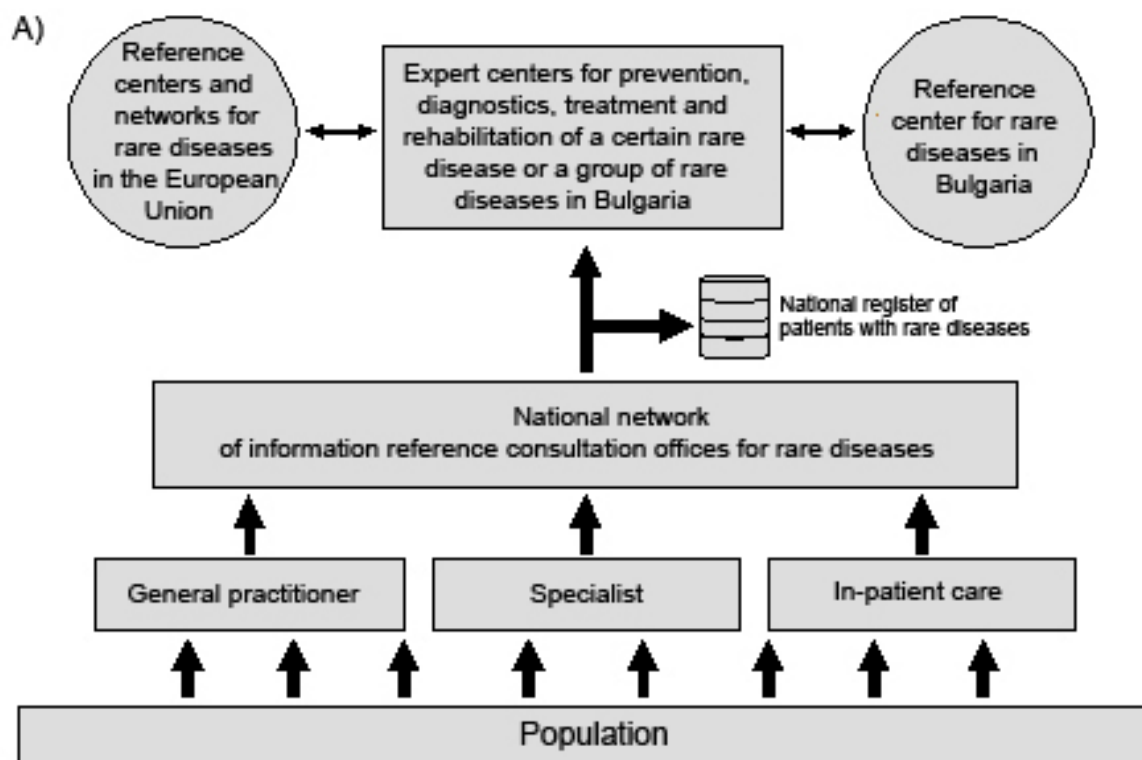 A)
Reference
centers and
networks for
rare diseases
in the European
Union
Expert centers for prevention,
diagnostics, treatment and
rehabilitation of a certain rare
disease or a group of rare
diseases in Bulgaria
Reference
center for rare
diseases in
Bulgaria
National register of
patients with rare diseases
National network
of information reference consultation offices for rare diseases
General practitioner
Specialist
In-patient care
Population